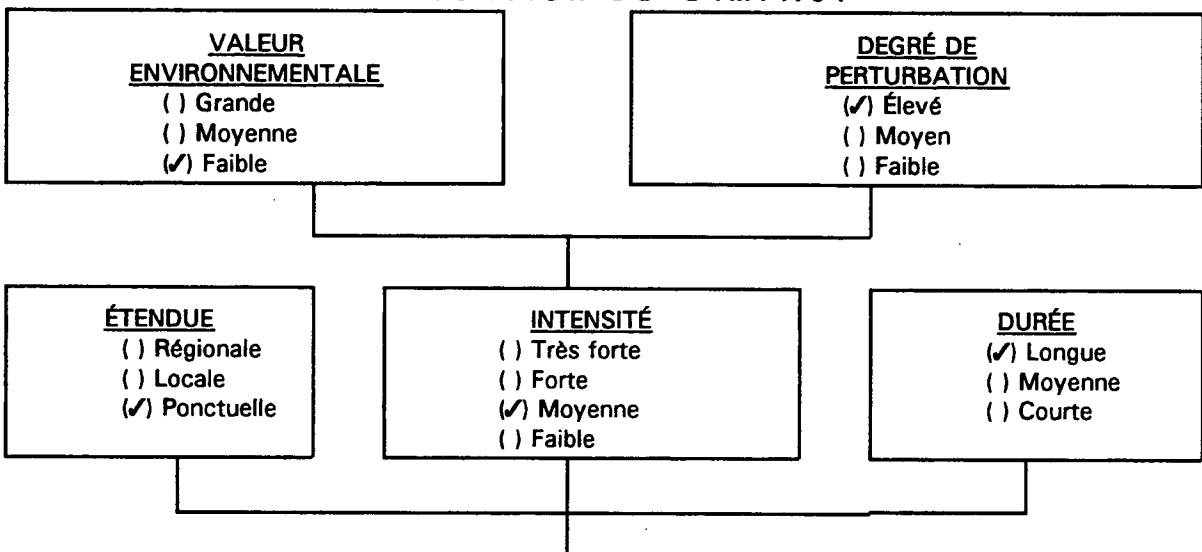 VALEUR
ENVIRONNEMENTALE
( ) Grande
( ) Moyenne
(✓) Faible
DEGRÉ DE
PERTURBATION
(✓) Élevé
( ) Moyen
( ) Faible
ÉTENDUE
( ) Régionale
( ) Locale
(✓) Ponctuelle
INTENSITÉ
( ) Très forte
( ) Forte
(✓) Moyenne
( ) Faible
DURÉE
(✓) Longue
( ) Moyenne
( ) Courte